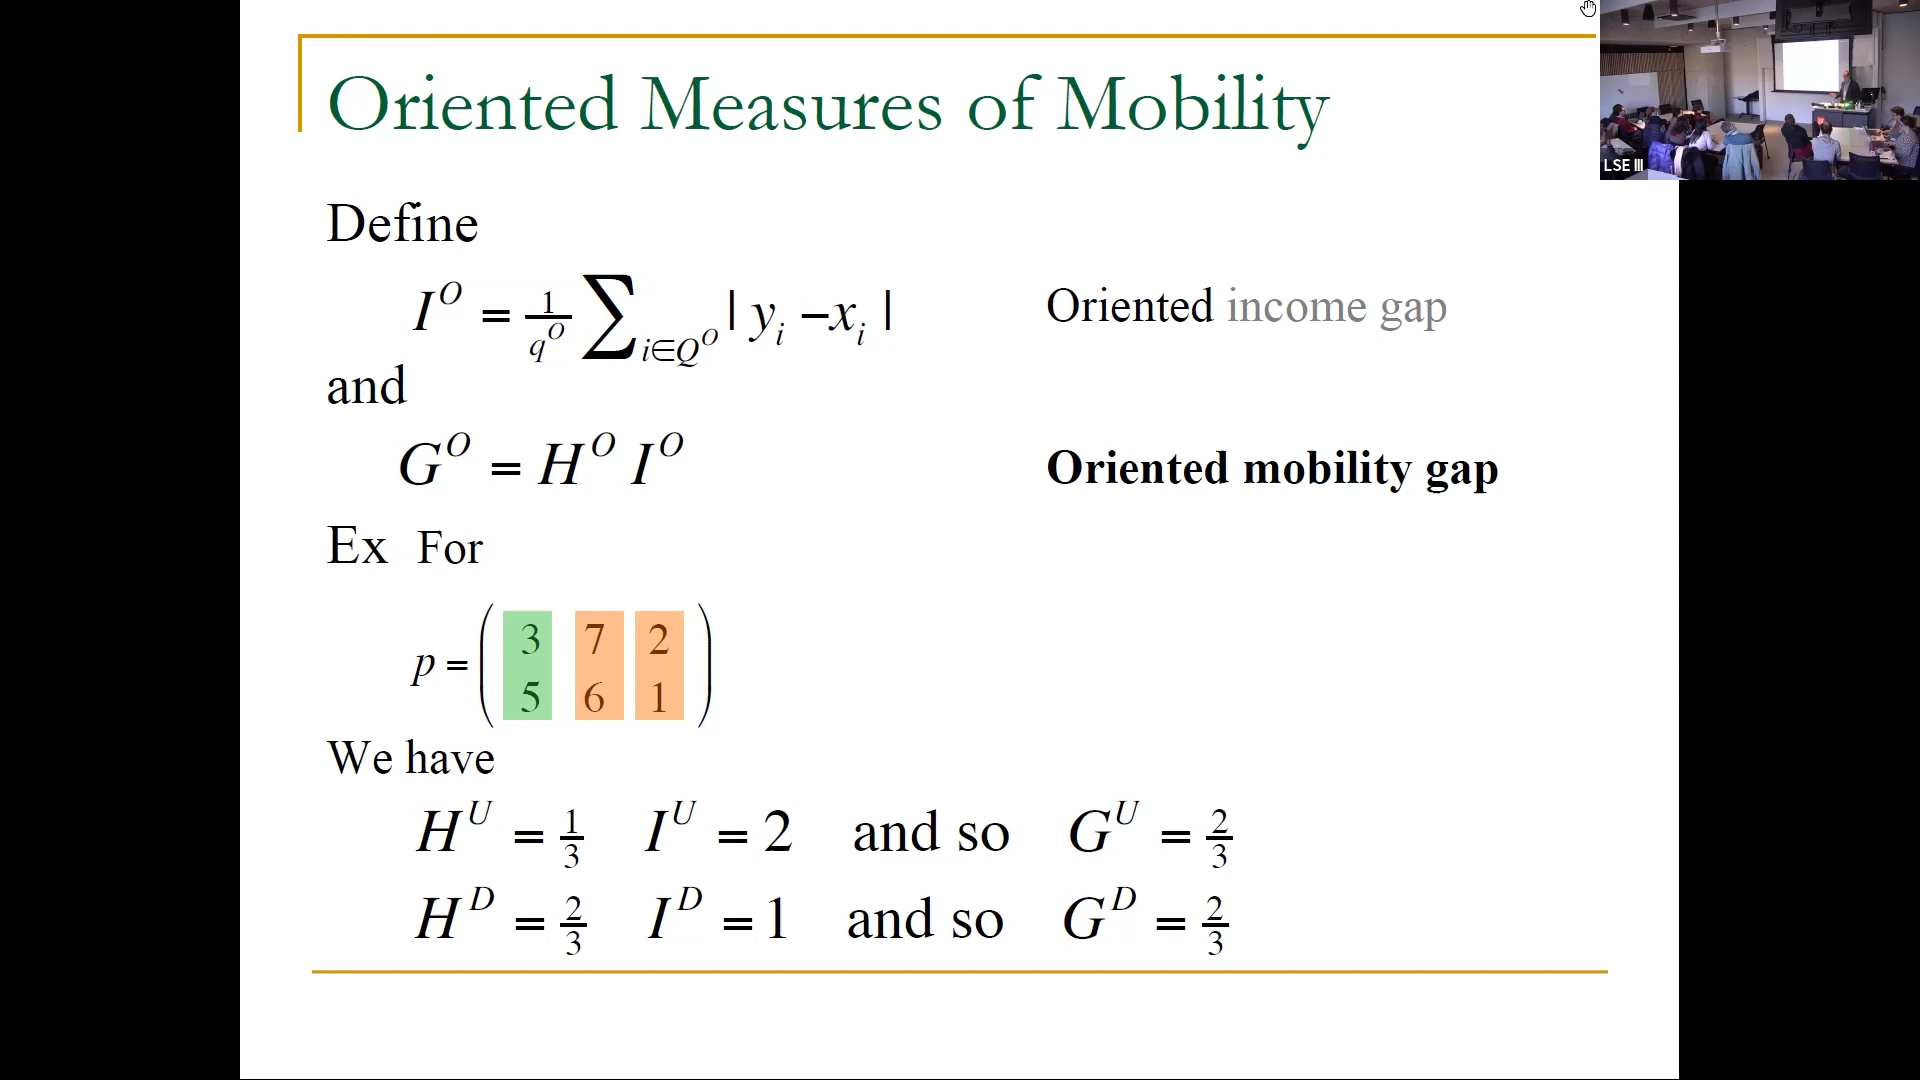 Oriented Measures of Mobility
LSE III
Define
I^O = 1/q^O ∑_{i∈Q^O} | y_i − x_i | Oriented income gap
and
G^O = H^O I^O Oriented mobility gap
Ex For
p = ( 3 7 2
5 6 1 )
We have
H^U = 1/3 I^U = 2 and so G^U = 2/3
H^D = 2/3 I^D = 1 and so G^D = 2/3